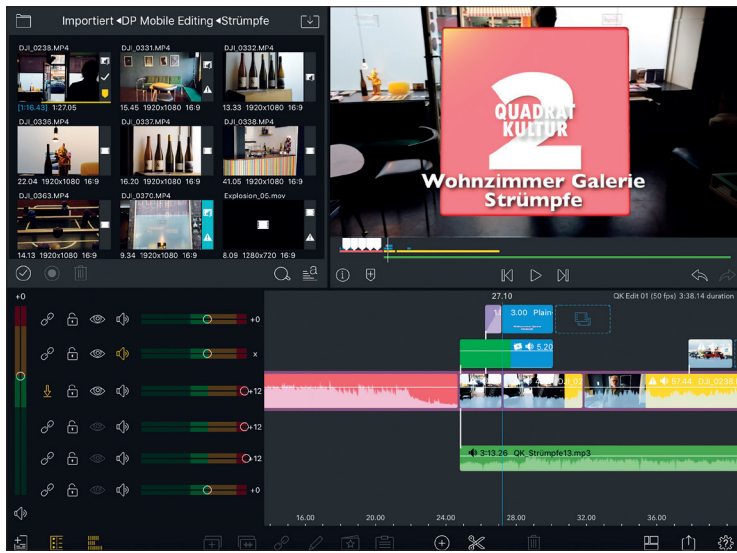 Importiert ◂DP Mobile Editing ◂Strümpfe
DJI_0238.MP4
DJI_0331.MP4
DJI_0332.MP4
[1:16.43] 1:27.05
15.45 1920x1080 16:9
13.33 1920x1080 16:9
DJI_0336.MP4
DJI_0337.MP4
DJI_0338.MP4
22.04 1920x1080 16:9
16.20 1920x1080 16:9
41.05 1920x1080 16:9
DJI_0363.MP4
DJI_0370.MP4
Explosion_05.mov
14.13 1920x1080 16:9
9.34 1920x1080 16:9
8.09 1280x720 16:9
2
QUADRAT
KULTUR
Wohnzimmer Galerie
Strümpfe
+0
27.10
QK Edit 01 (50 fps) 3:38.14 duration
+0
3.00 Plain
x
5.20
+12
57.44 DJI_0238.
+12
+12
3:13.26 QK_Strümpfe13.mp3
+0
16.00
20.00
24.00
28.00
32.00
36.00